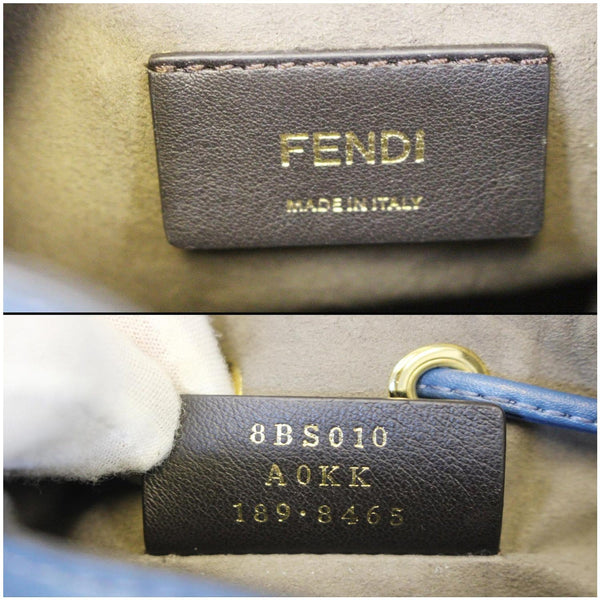 FENDI
MADE IN ITALY
8BS010
A0KK
189·8465